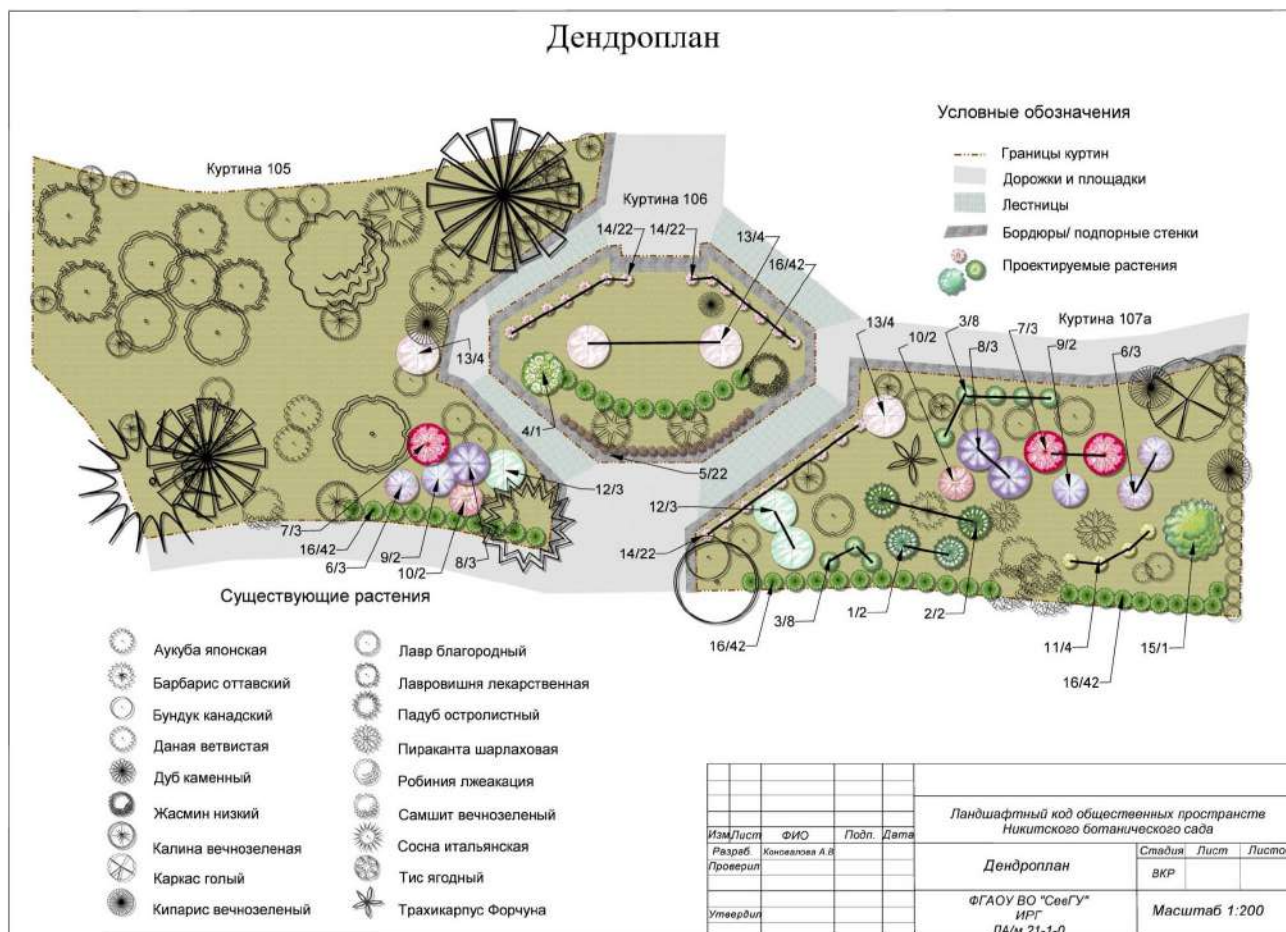 Дендроплан
Условные обозначения
Границы куртин
Дорожки и площадки
Лестницы
Бордюры/ подпорные стенки
Проектируемые растения
Куртина 105
Куртина 106
14/22
14/22
13/4
16/42
Куртина 107а
13/4
10/2
3/8
8/3
7/3
9/2
6/3
13/4
4/1
5/22
12/3
12/3
14/22
7/3
16/42
6/3
9/2
10/2
8/3
16/42
3/8
1/2
2/2
11/4
16/42
15/1
Существующие растения
Аукуба японская
Барбарис оттавский
Бундук канадский
Даная ветвистая
Дуб каменный
Жасмин низкий
Калина вечнозеленая
Каркас голый
Кипарис вечнозеленый
Лавр благородный
Лавровишня лекарственная
Падуб остролистный
Пираканта шарлаховая
Робиния лжеакация
Самшит вечнозеленый
Сосна итальянская
Тис ягодный
Трахикарпус Форчуна
Ландшафтный код общественных пространств
Никитского ботанического сада
Изм Лист ФИО Подп. Дата
Разраб. Коновалова А.В
Проверил
Утвердил
Дендроплан
Стадия Лист Листов
ВКР
ФГАОУ ВО "СевГУ"
ИРГ
ЛА/м 21-1-0
Масштаб 1:200